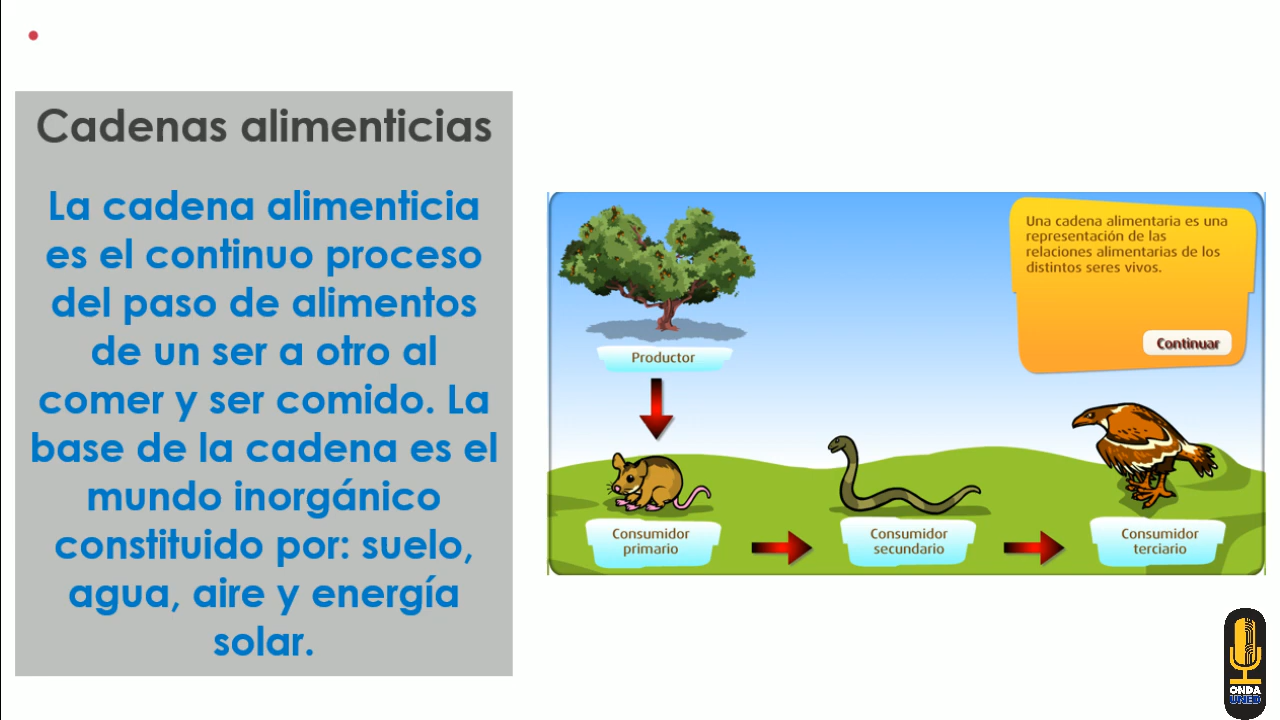 Cadenas alimenticias
La cadena alimenticia
es el continuo proceso
del paso de alimentos
de un ser a otro al
comer y ser comido. La
base de la cadena es el
mundo inorgánico
constituido por: suelo,
agua, aire y energía
solar.
Una cadena alimentaria es una
representación de las
relaciones alimentarias de los
distintos seres vivos.
Continuar
Productor
Consumidor
primario
Consumidor
secundario
Consumidor
terciario
ONDA
UNED